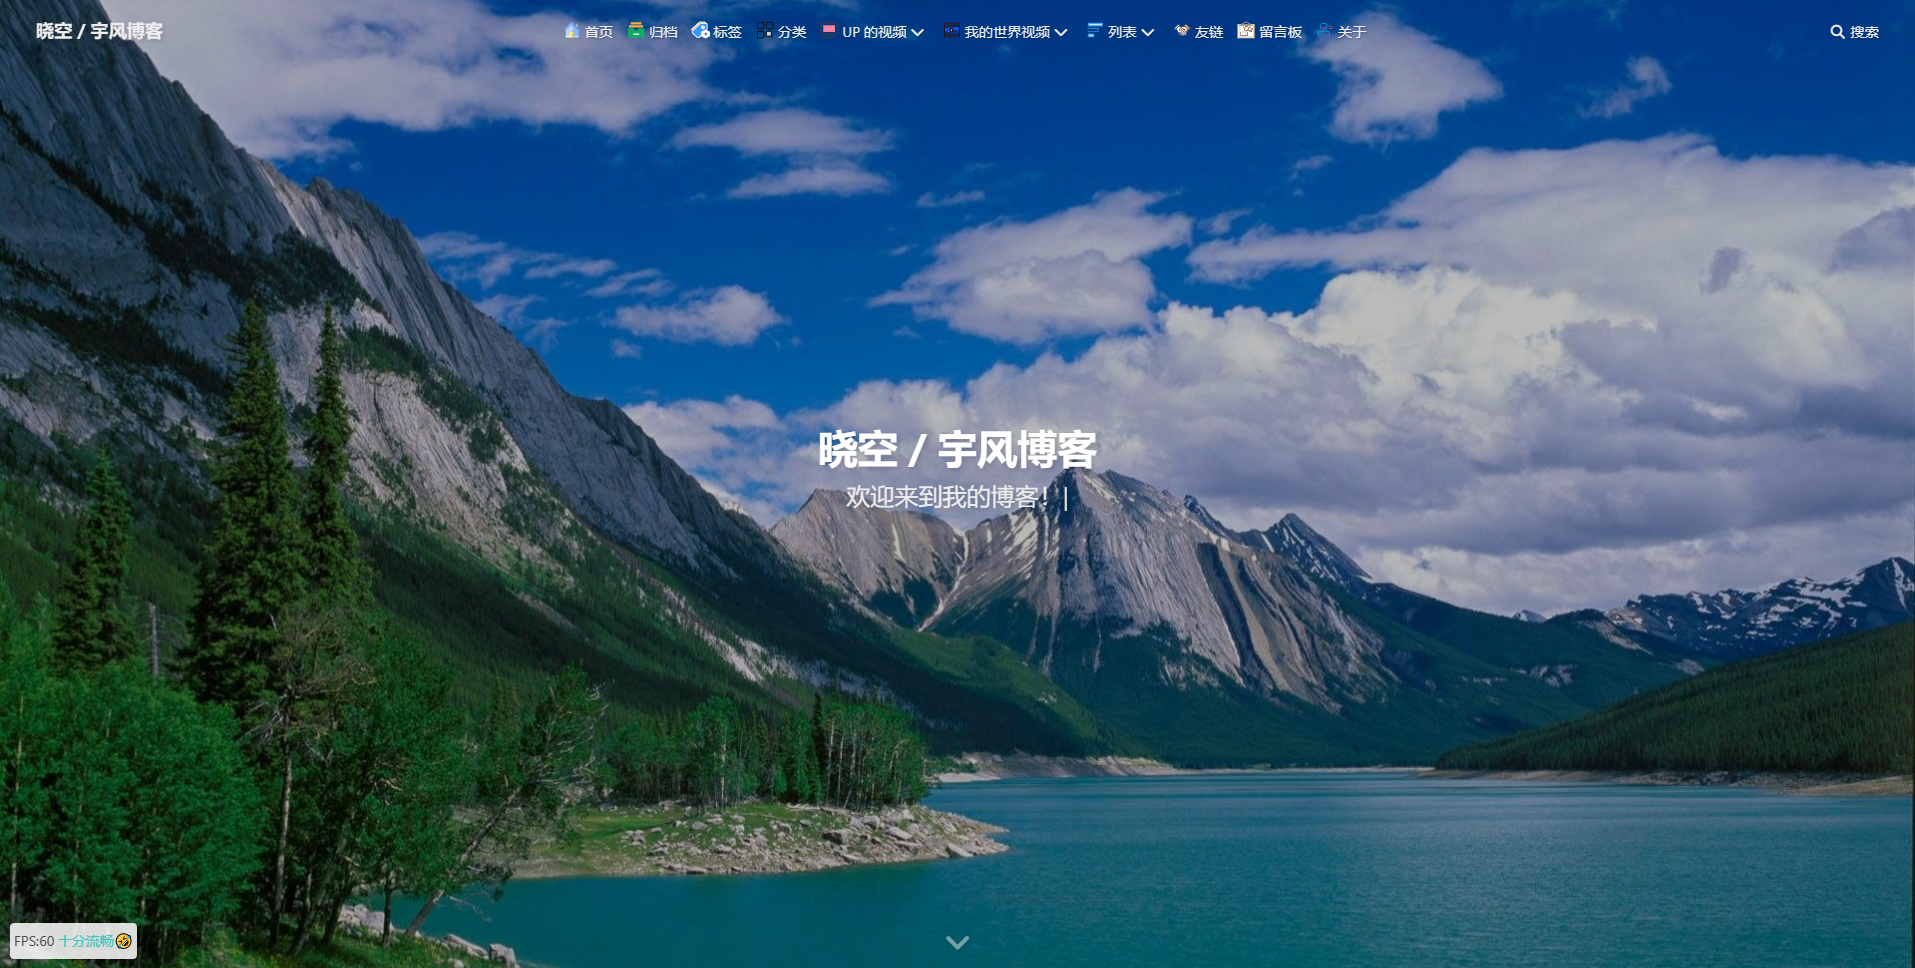 晓空 / 宇风博客
首页 归档 标签 分类 UP 的视频 我的世界视频 列表 友链 留言板 关于
搜索
晓空 / 宇风博客
欢迎来到我的博客！|
FPS:60 十分流畅🤣